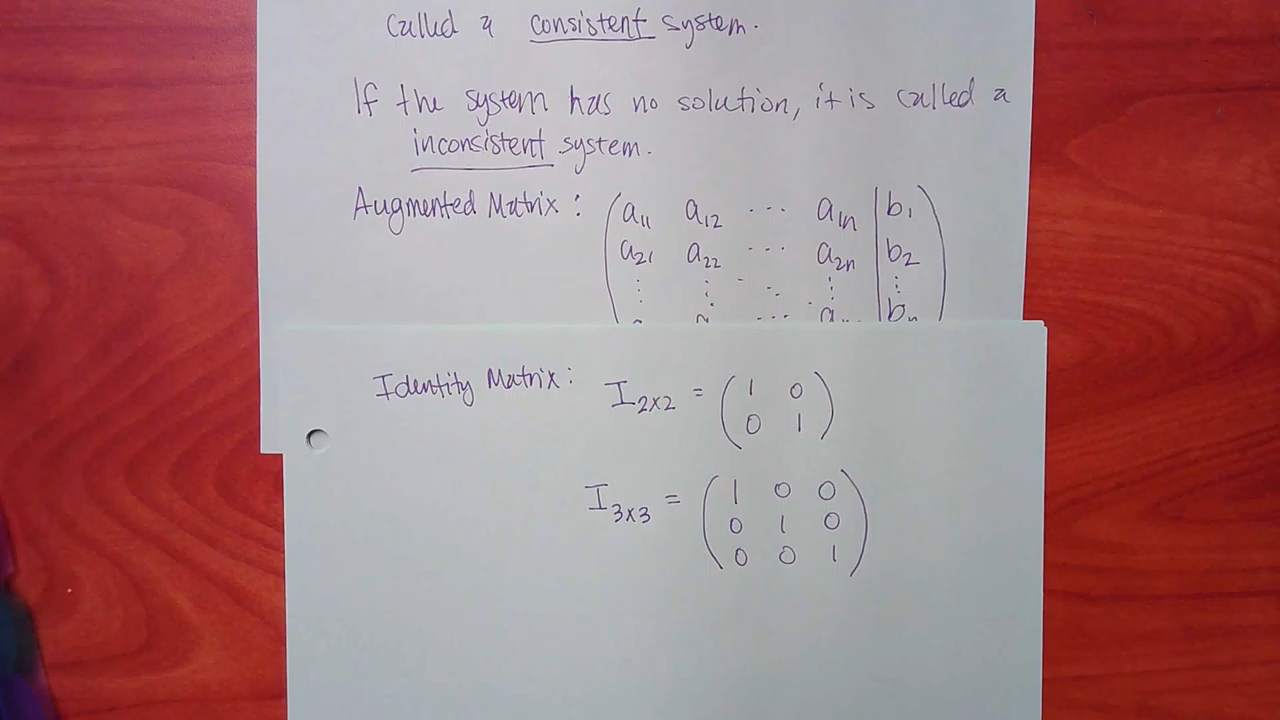 called a consistent system.
If the system has no solution, it is called a
inconsistent system.
Augmented Matrix: ( a₁₁ a₁₂ ... a₁ₙ | b₁ )
a₂₁ a₂₂ ... a₂ₙ | b₂
⋮ ⋮ ⋱ ⋮ | ⋮
... bₙ
Identity Matrix: I₂ₓ₂ = ( 1 0
0 1 )
I₃ₓ₃ = ( 1 0 0
0 1 0
0 0 1 )